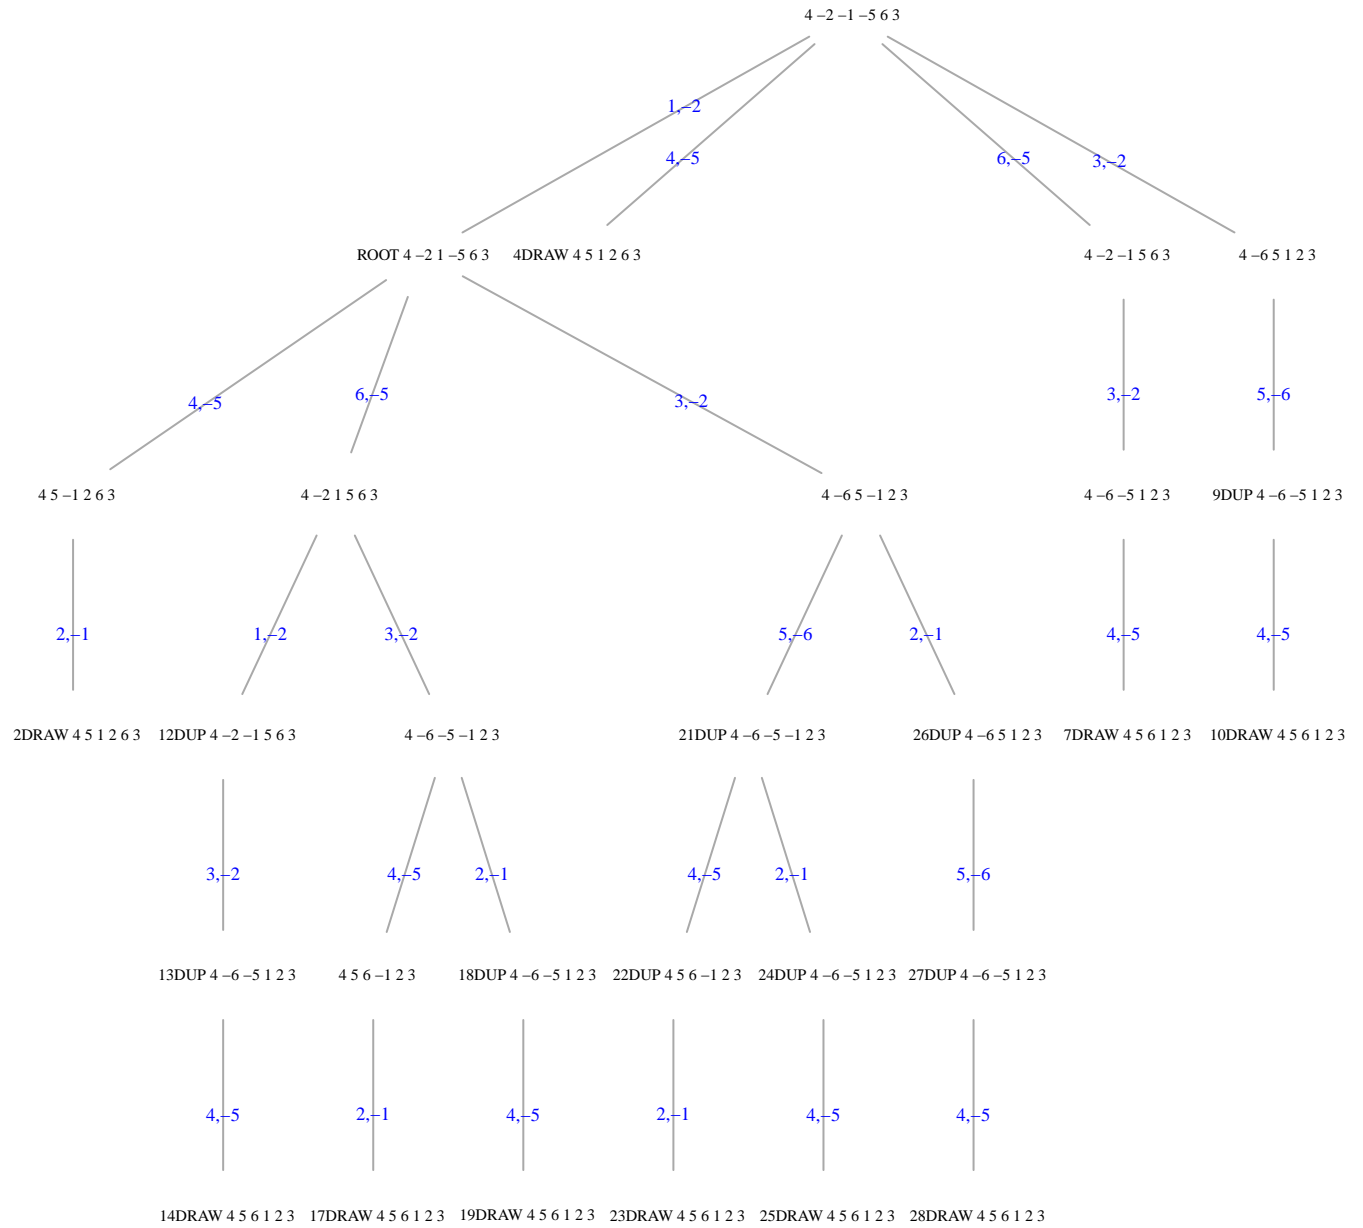 4 −2 −1 −5 6 3
1,−2
4,−5
6,−5
3,−2
ROOT 4 −2 1 −5 6 3
4DRAW 4 5 1 2 6 3
4 −2 −1 5 6 3
4 −6 5 1 2 3
4,−5
6,−5
3,−2
3,−2
5,−6
4 5 −1 2 6 3
4 −2 1 5 6 3
4 −6 5 −1 2 3
4 −6 −5 1 2 3
9DUP 4 −6 −5 1 2 3
2,−1
1,−2
3,−2
5,−6
2,−1
4,−5
4,−5
2DRAW 4 5 1 2 6 3
12DUP 4 −2 −1 5 6 3
4 −6 −5 −1 2 3
21DUP 4 −6 −5 −1 2 3
26DUP 4 −6 5 1 2 3
7DRAW 4 5 6 1 2 3
10DRAW 4 5 6 1 2 3
3,−2
4,−5
2,−1
4,−5
2,−1
5,−6
13DUP 4 −6 −5 1 2 3
4 5 6 −1 2 3
18DUP 4 −6 −5 1 2 3
22DUP 4 5 6 −1 2 3
24DUP 4 −6 −5 1 2 3
27DUP 4 −6 −5 1 2 3
4,−5
2,−1
4,−5
2,−1
4,−5
4,−5
14DRAW 4 5 6 1 2 3
17DRAW 4 5 6 1 2 3
19DRAW 4 5 6 1 2 3
23DRAW 4 5 6 1 2 3
25DRAW 4 5 6 1 2 3
28DRAW 4 5 6 1 2 3